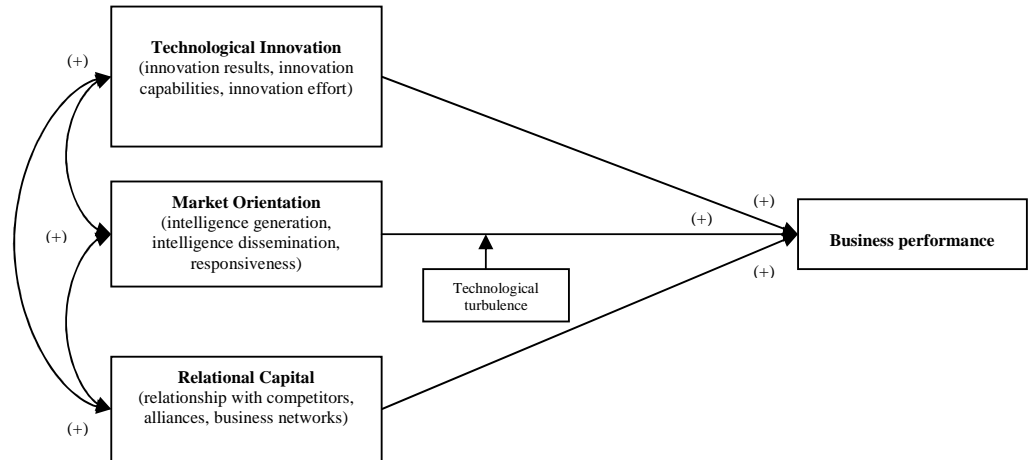 (+)
Technological Innovation
(innovation results, innovation
capabilities, innovation effort)
(+)
Market Orientation
(intelligence generation,
intelligence dissemination,
responsiveness)
(+)
(+)
Business performance
(+)
Technological
turbulence
Relational Capital
(relationship with competitors,
alliances, business networks)
(+)